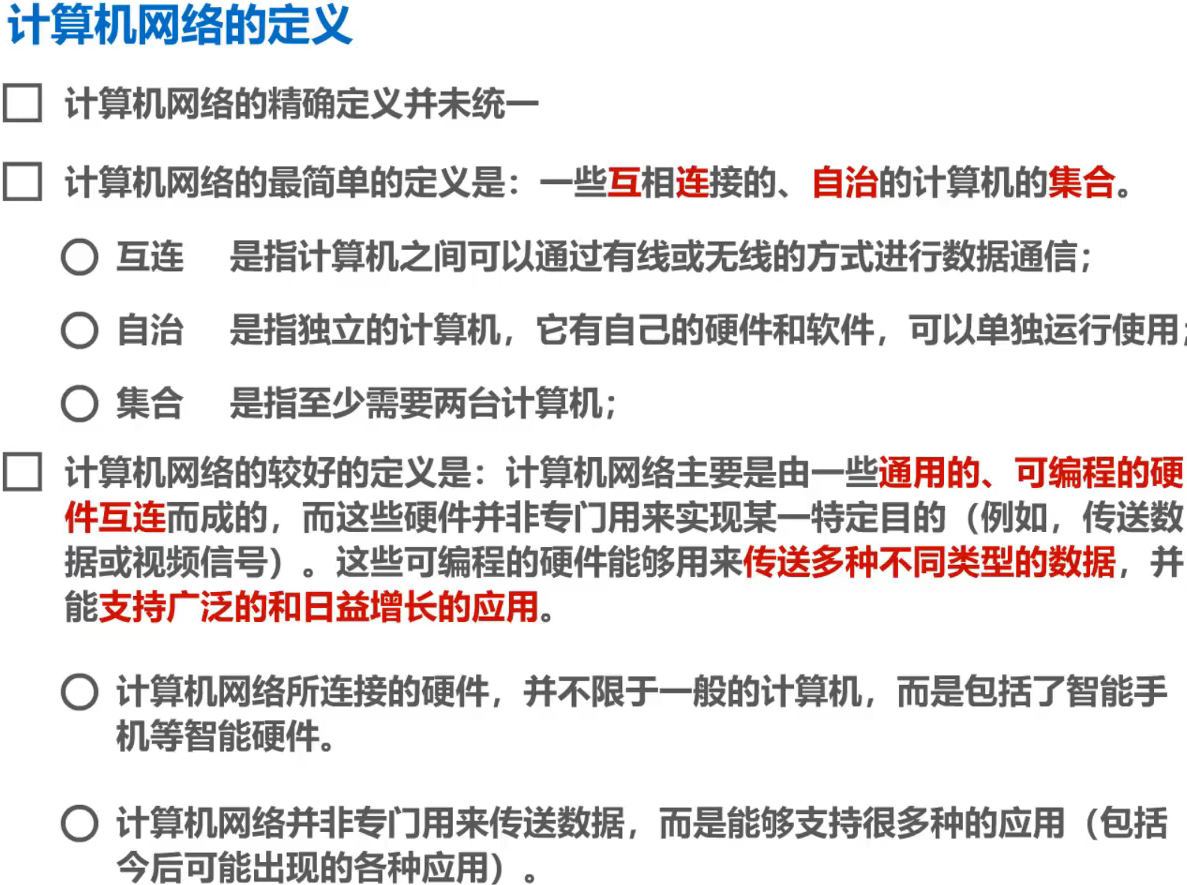 计算机网络的定义
计算机网络的精确定义并未统一
计算机网络的最简单的定义是：一些互相连接的、自治的计算机的集合。
互连 是指计算机之间可以通过有线或无线的方式进行数据通信；
自治 是指独立的计算机，它有自己的硬件和软件，可以单独运行使用；
集合 是指至少需要两台计算机；
计算机网络的较好的定义是：计算机网络主要是由一些通用的、可编程的硬
件互连而成的，而这些硬件并非专门用来实现某一特定目的（例如，传送数
据或视频信号）。这些可编程的硬件能够用来传送多种不同类型的数据，并
能支持广泛的和日益增长的应用。
计算机网络所连接的硬件，并不限于一般的计算机，而是包括了智能手
机等智能硬件。
计算机网络并非专门用来传送数据，而是能够支持很多种的应用（包括
今后可能出现的各种应用）。